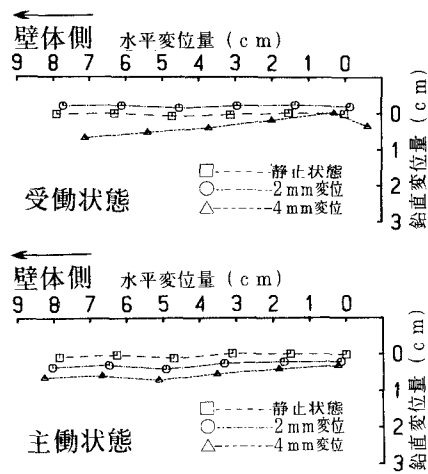 壁体側 水平変位量(cm)
9 8 7 6 5 4 3 2 1 0
0
1
2
3
鉛直変位量(cm)
静止状態
2mm変位
4mm変位
受働状態
壁体側 水平変位量(cm)
9 8 7 6 5 4 3 2 1 0
0
1
2
3
鉛直変位量(cm)
静止状態
2mm変位
4mm変位
主働状態